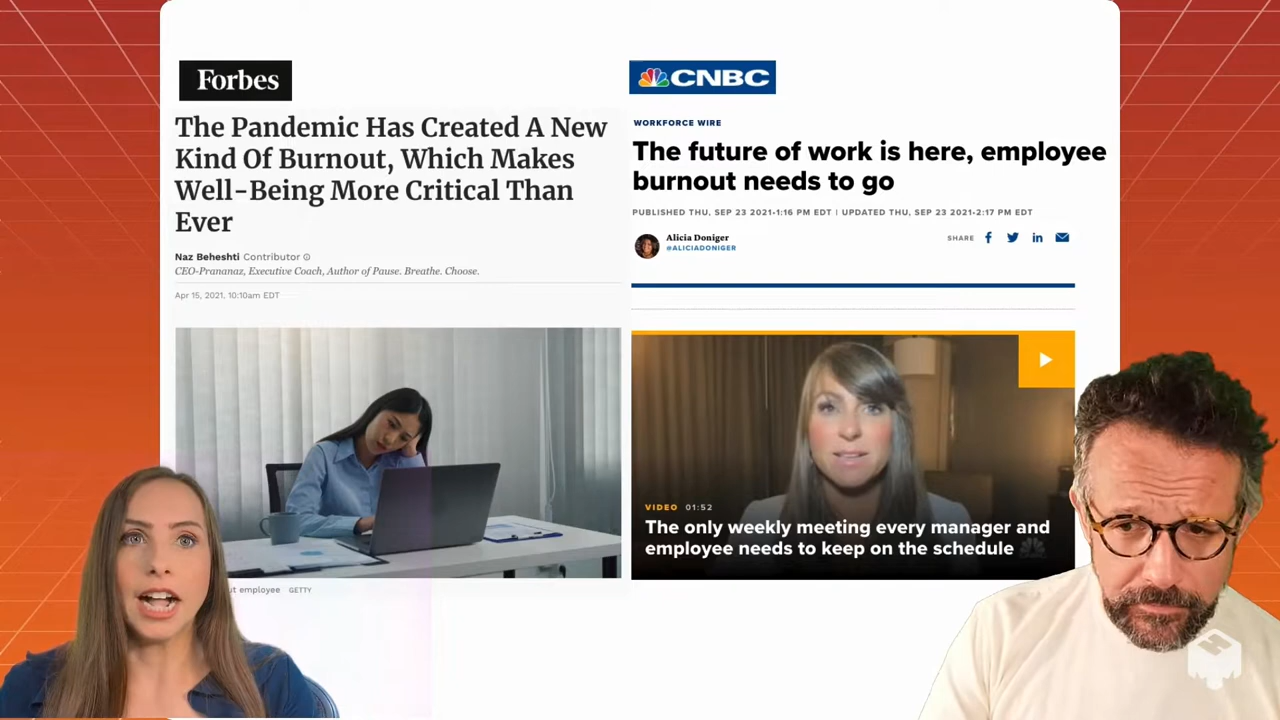 Forbes
The Pandemic Has Created A New
Kind Of Burnout, Which Makes
Well-Being More Critical Than
Ever
Naz Beheshti Contributor
CEO-Prananaz, Executive Coach, Author of Pause. Breathe. Choose.
Apr 15, 2021, 10:10am EDT
employee GETTY
CNBC
WORKFORCE WIRE
The future of work is here, employee
burnout needs to go
PUBLISHED THU, SEP 23 2021•1:16 PM EDT | UPDATED THU, SEP 23 2021•2:17 PM EDT
Alicia Doniger
@ALICIADONIGER
SHARE
VIDEO 01:52
The only weekly meeting every manager and
employee needs to keep on the schedule